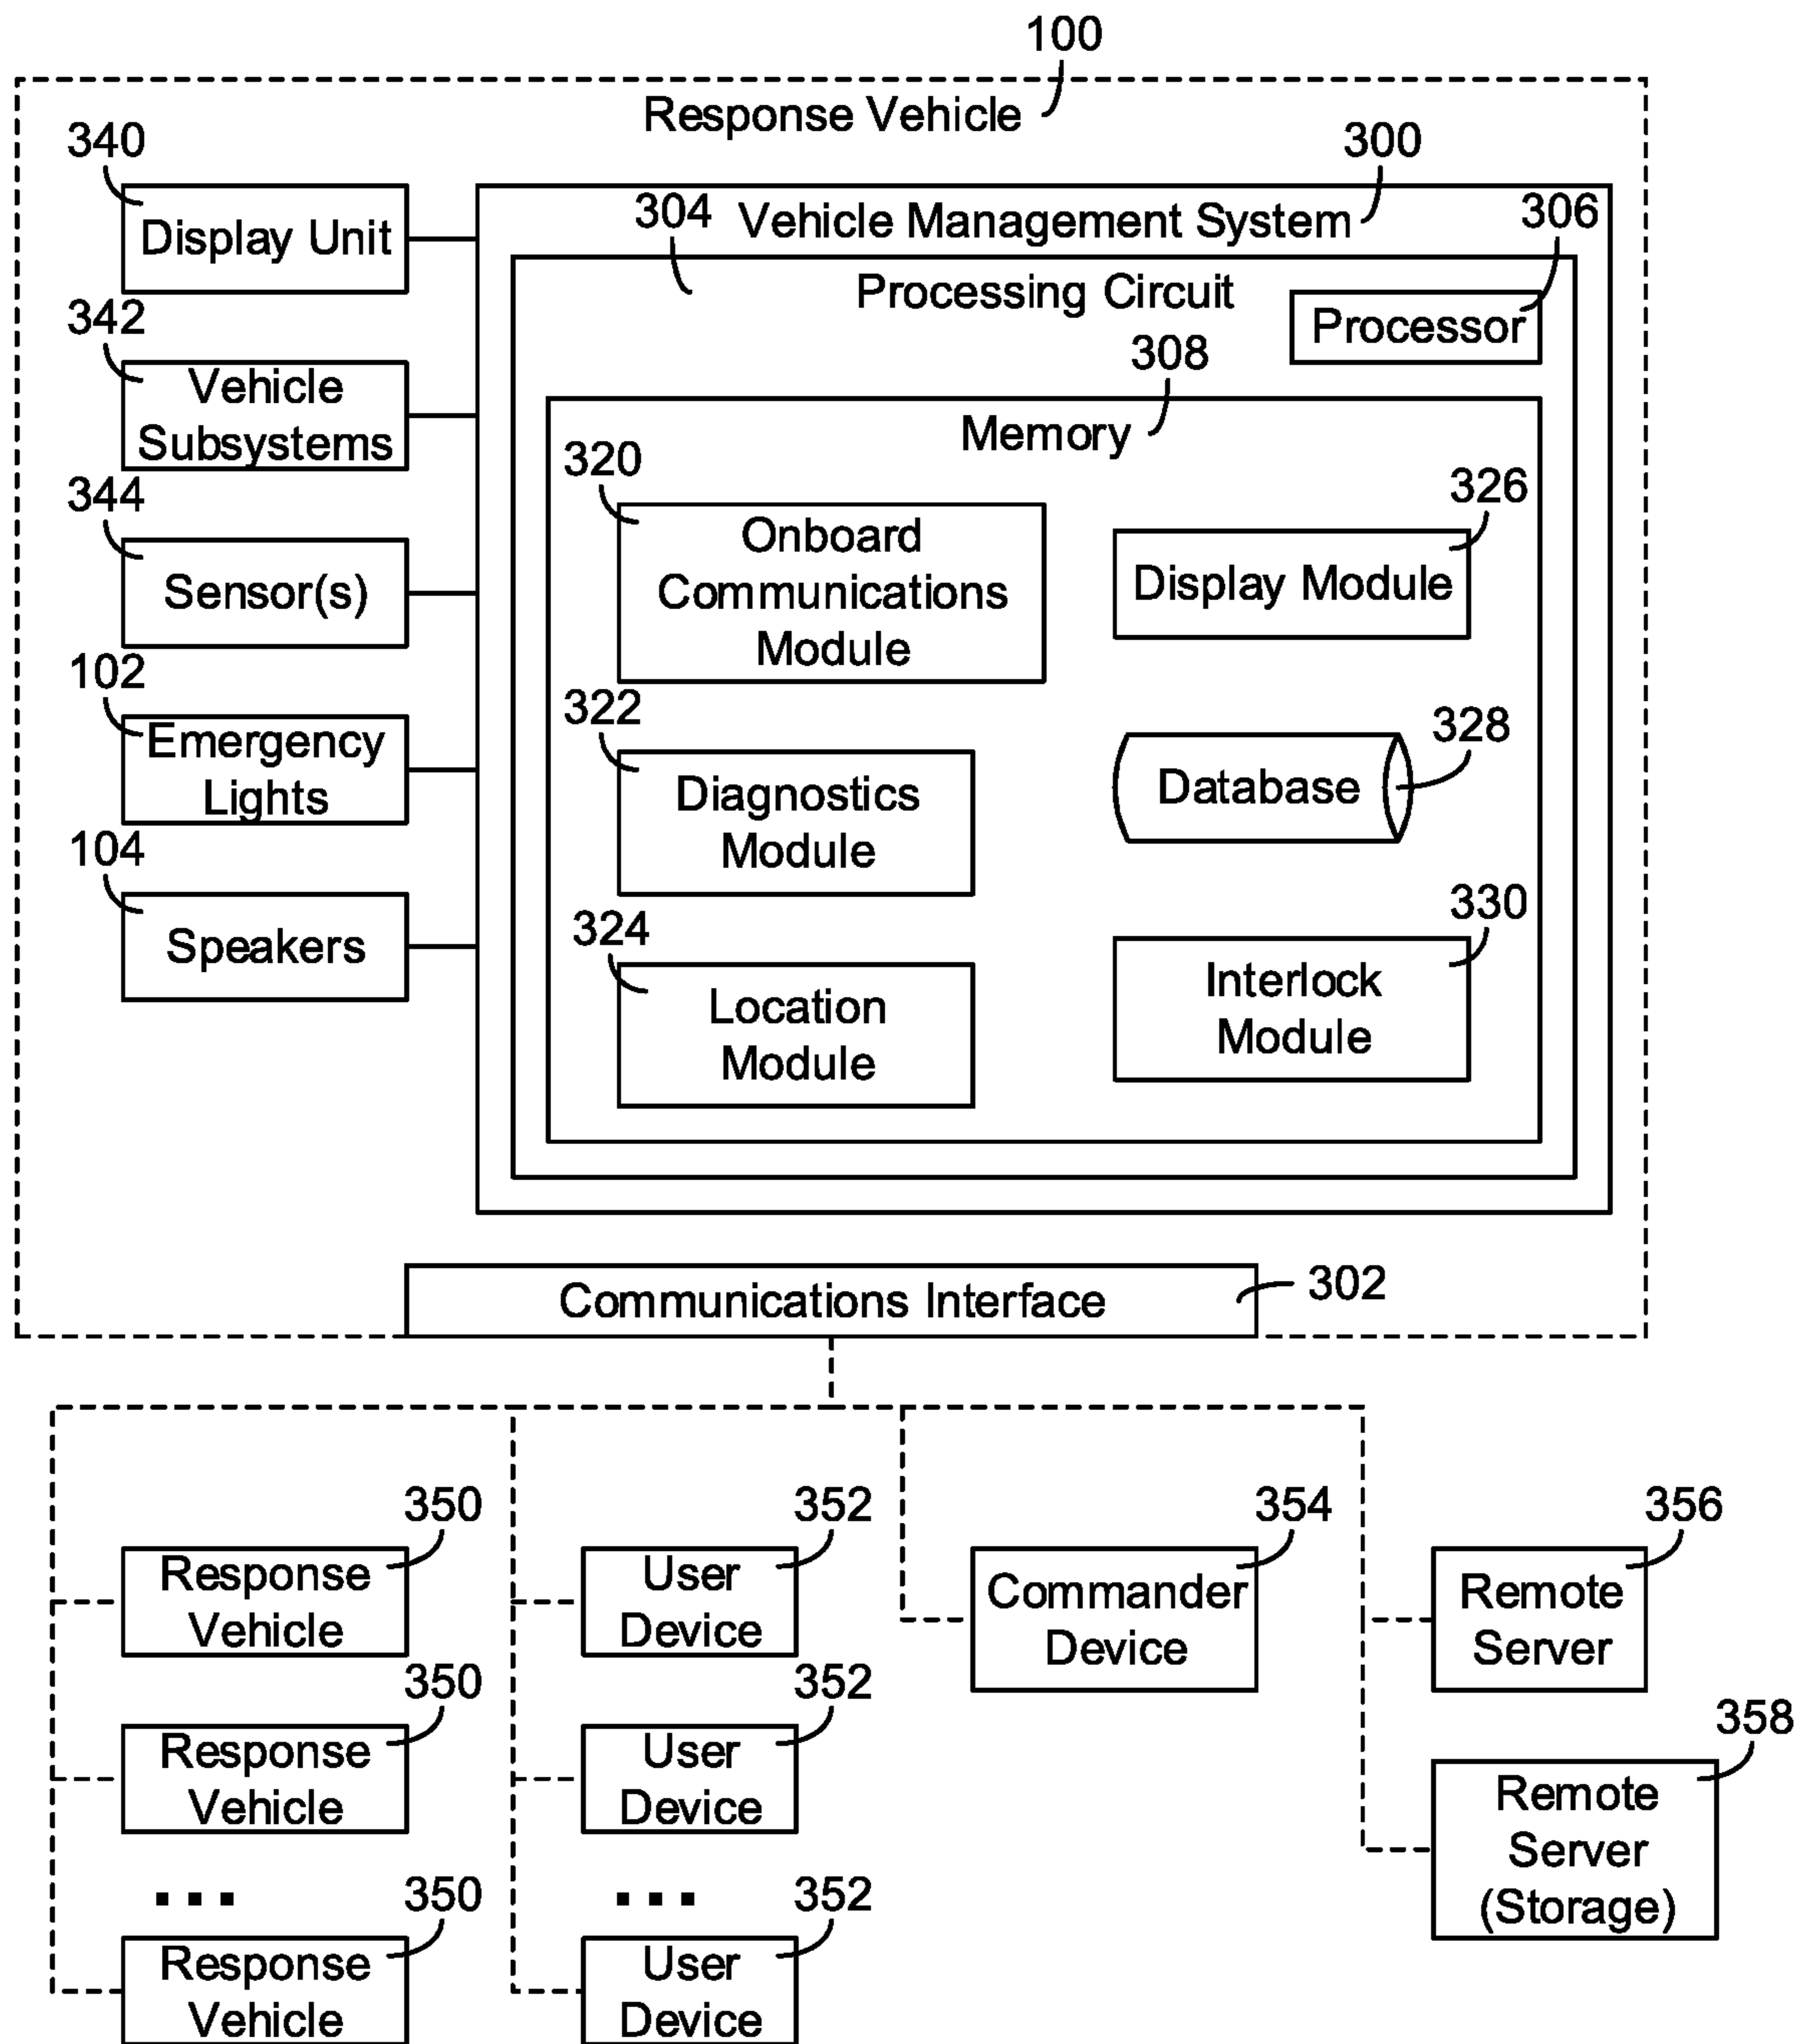 100
Response Vehicle
340
Display Unit
342
Vehicle
Subsystems
344
Sensor(s)
102
Emergency
Lights
104
Speakers
300
Vehicle Management System
304
Processing Circuit
306
Processor
308
Memory
320
Onboard
Communications
Module
326
Display Module
322
Diagnostics
Module
328
Database
324
Location
Module
330
Interlock
Module
Communications Interface
302
350
Response
Vehicle
350
Response
Vehicle
...
350
Response
Vehicle
352
User
Device
352
User
Device
...
352
User
Device
354
Commander
Device
356
Remote
Server
358
Remote
Server
(Storage)